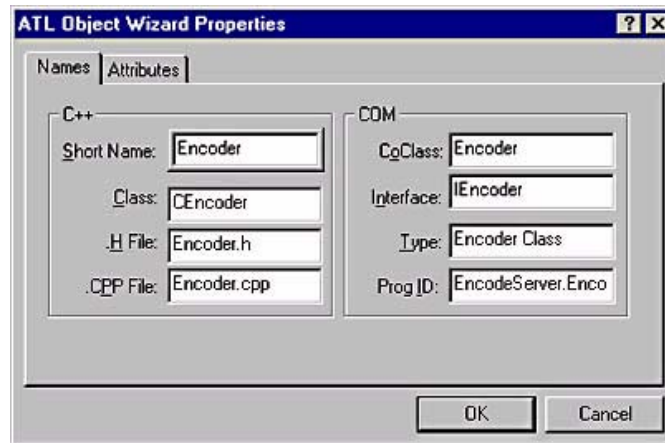 ATL Object Wizard Properties
Names Attributes
C++
Short Name: Encoder
Class: CEncoder
.H File: Encoder.h
.CPP File: Encoder.cpp
COM
CoClass: Encoder
Interface: IEncoder
Type: Encoder Class
Prog ID: EncodeServer.Enco
OK Cancel